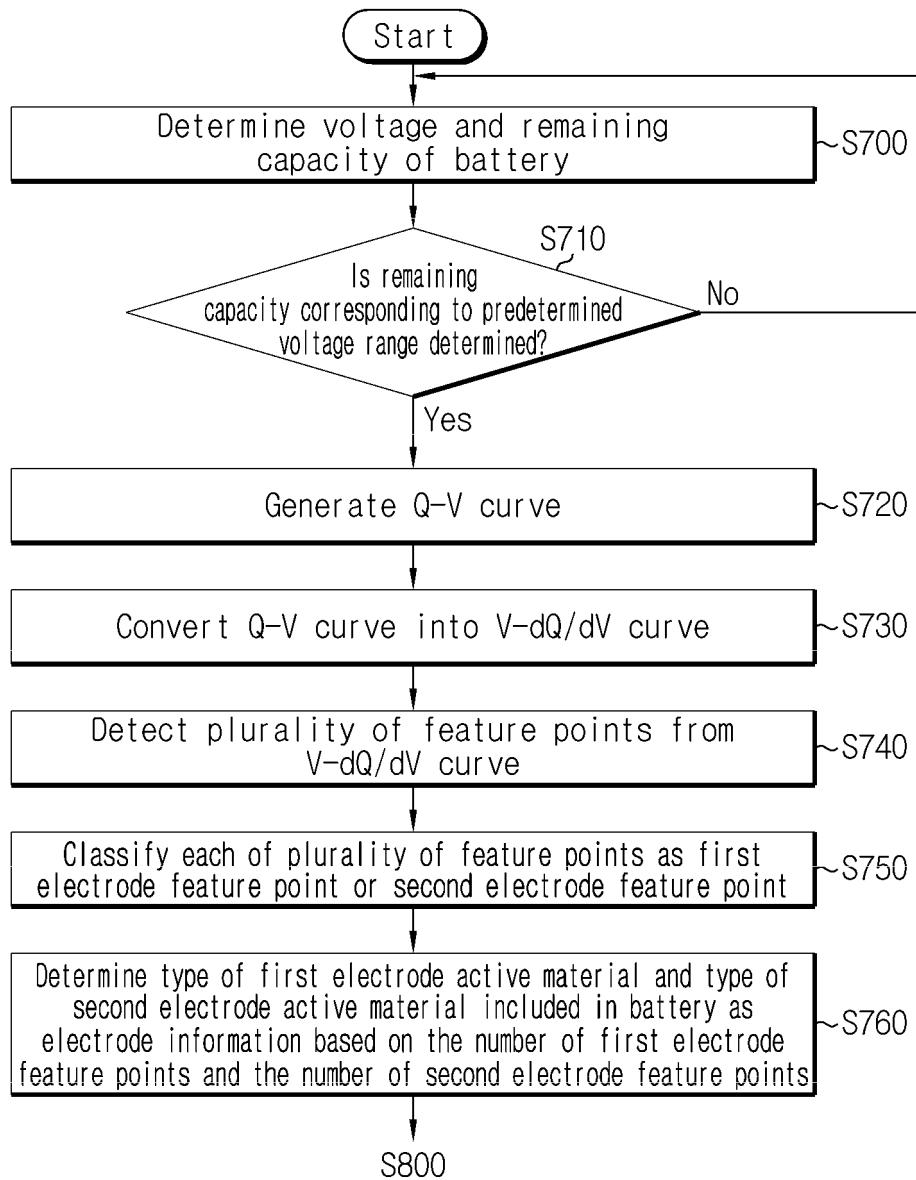 Start
Determine voltage and remaining
capacity of battery
S700
S710
Is remaining
capacity corresponding to predetermined
voltage range determined?
No
Yes
Generate Q-V curve
S720
Convert Q-V curve into V-dQ/dV curve
S730
Detect plurality of feature points from
V-dQ/dV curve
S740
Classify each of plurality of feature points as first
electrode feature point or second electrode feature point
S750
Determine type of first electrode active material and type of
second electrode active material included in battery as
electrode information based on the number of first electrode
feature points and the number of second electrode feature points
S760
S800